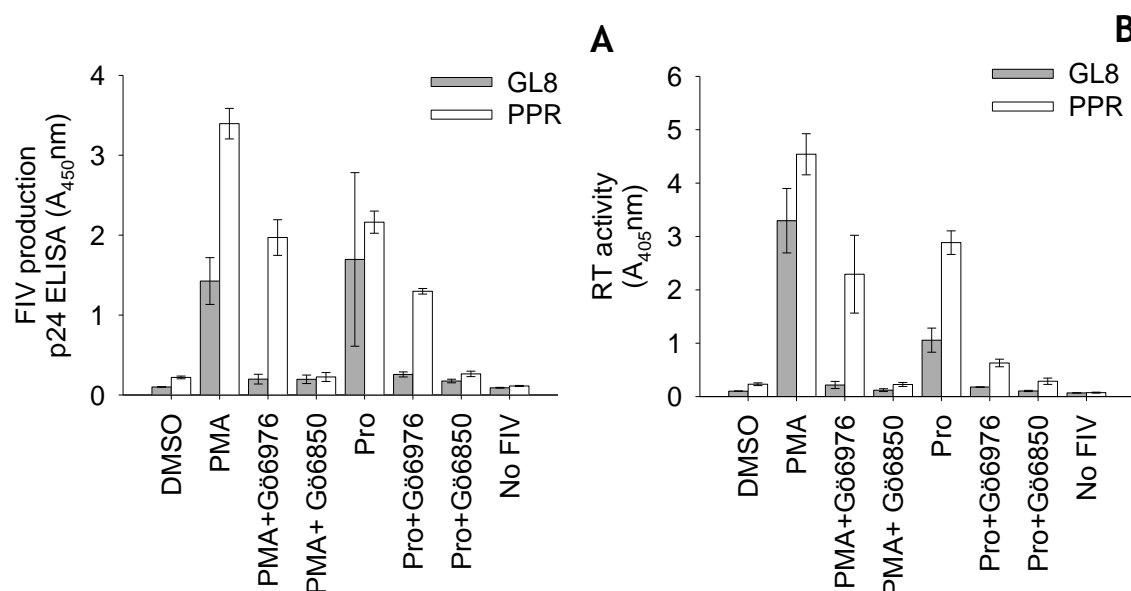 A
FIV production
p24 ELISA (A450nm)
4
3
2
1
0
GL8
PPR
DMSO
PMA
PMA+Gö6976
PMA+ Gö6850
Pro
Pro+Gö6976
Pro+Gö6850
No FIV
B
RT activity
(A405nm)
6
5
4
3
2
1
0
GL8
PPR
DMSO
PMA
PMA+Gö6976
PMA+ Gö6850
Pro
Pro+Gö6976
Pro+Gö6850
No FIV